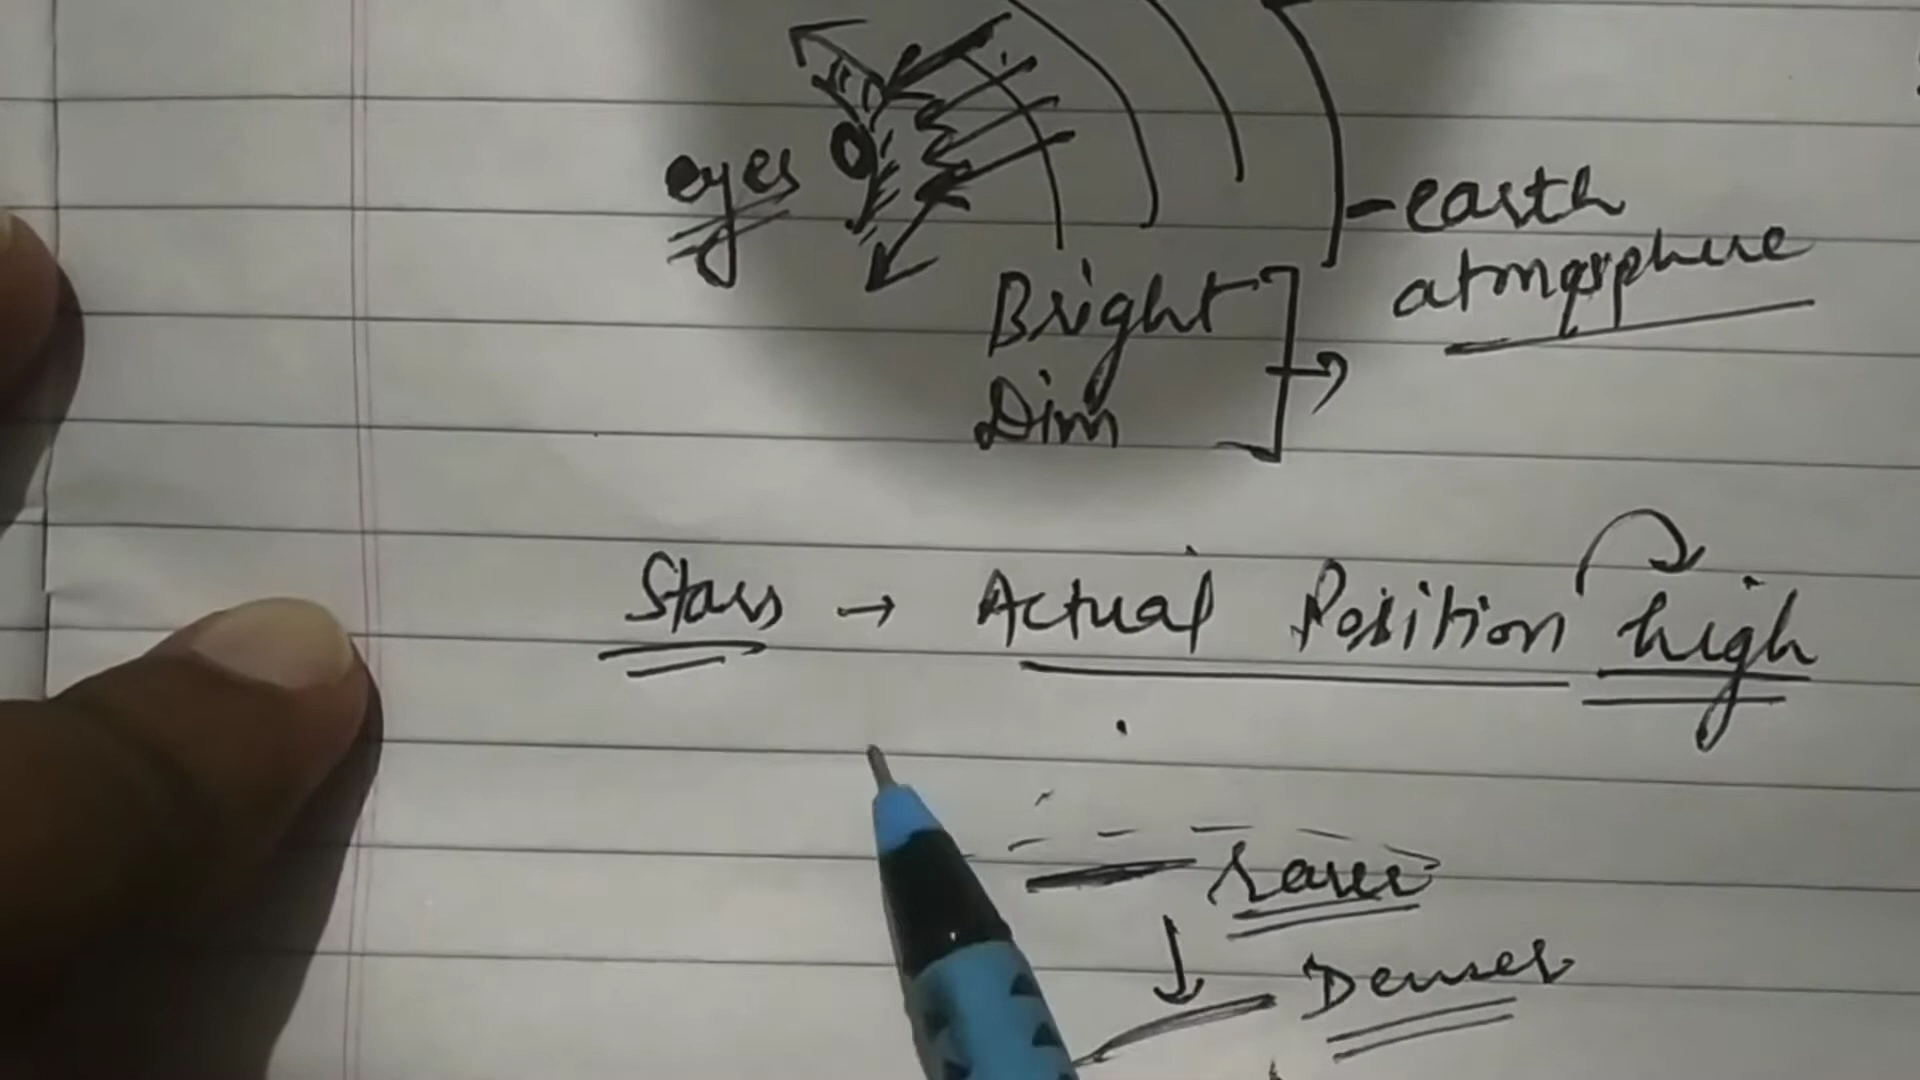 eyes
-earth
atmosphere
Bright
Dim
Stars → Actual Position high
rarer
↓
Denser